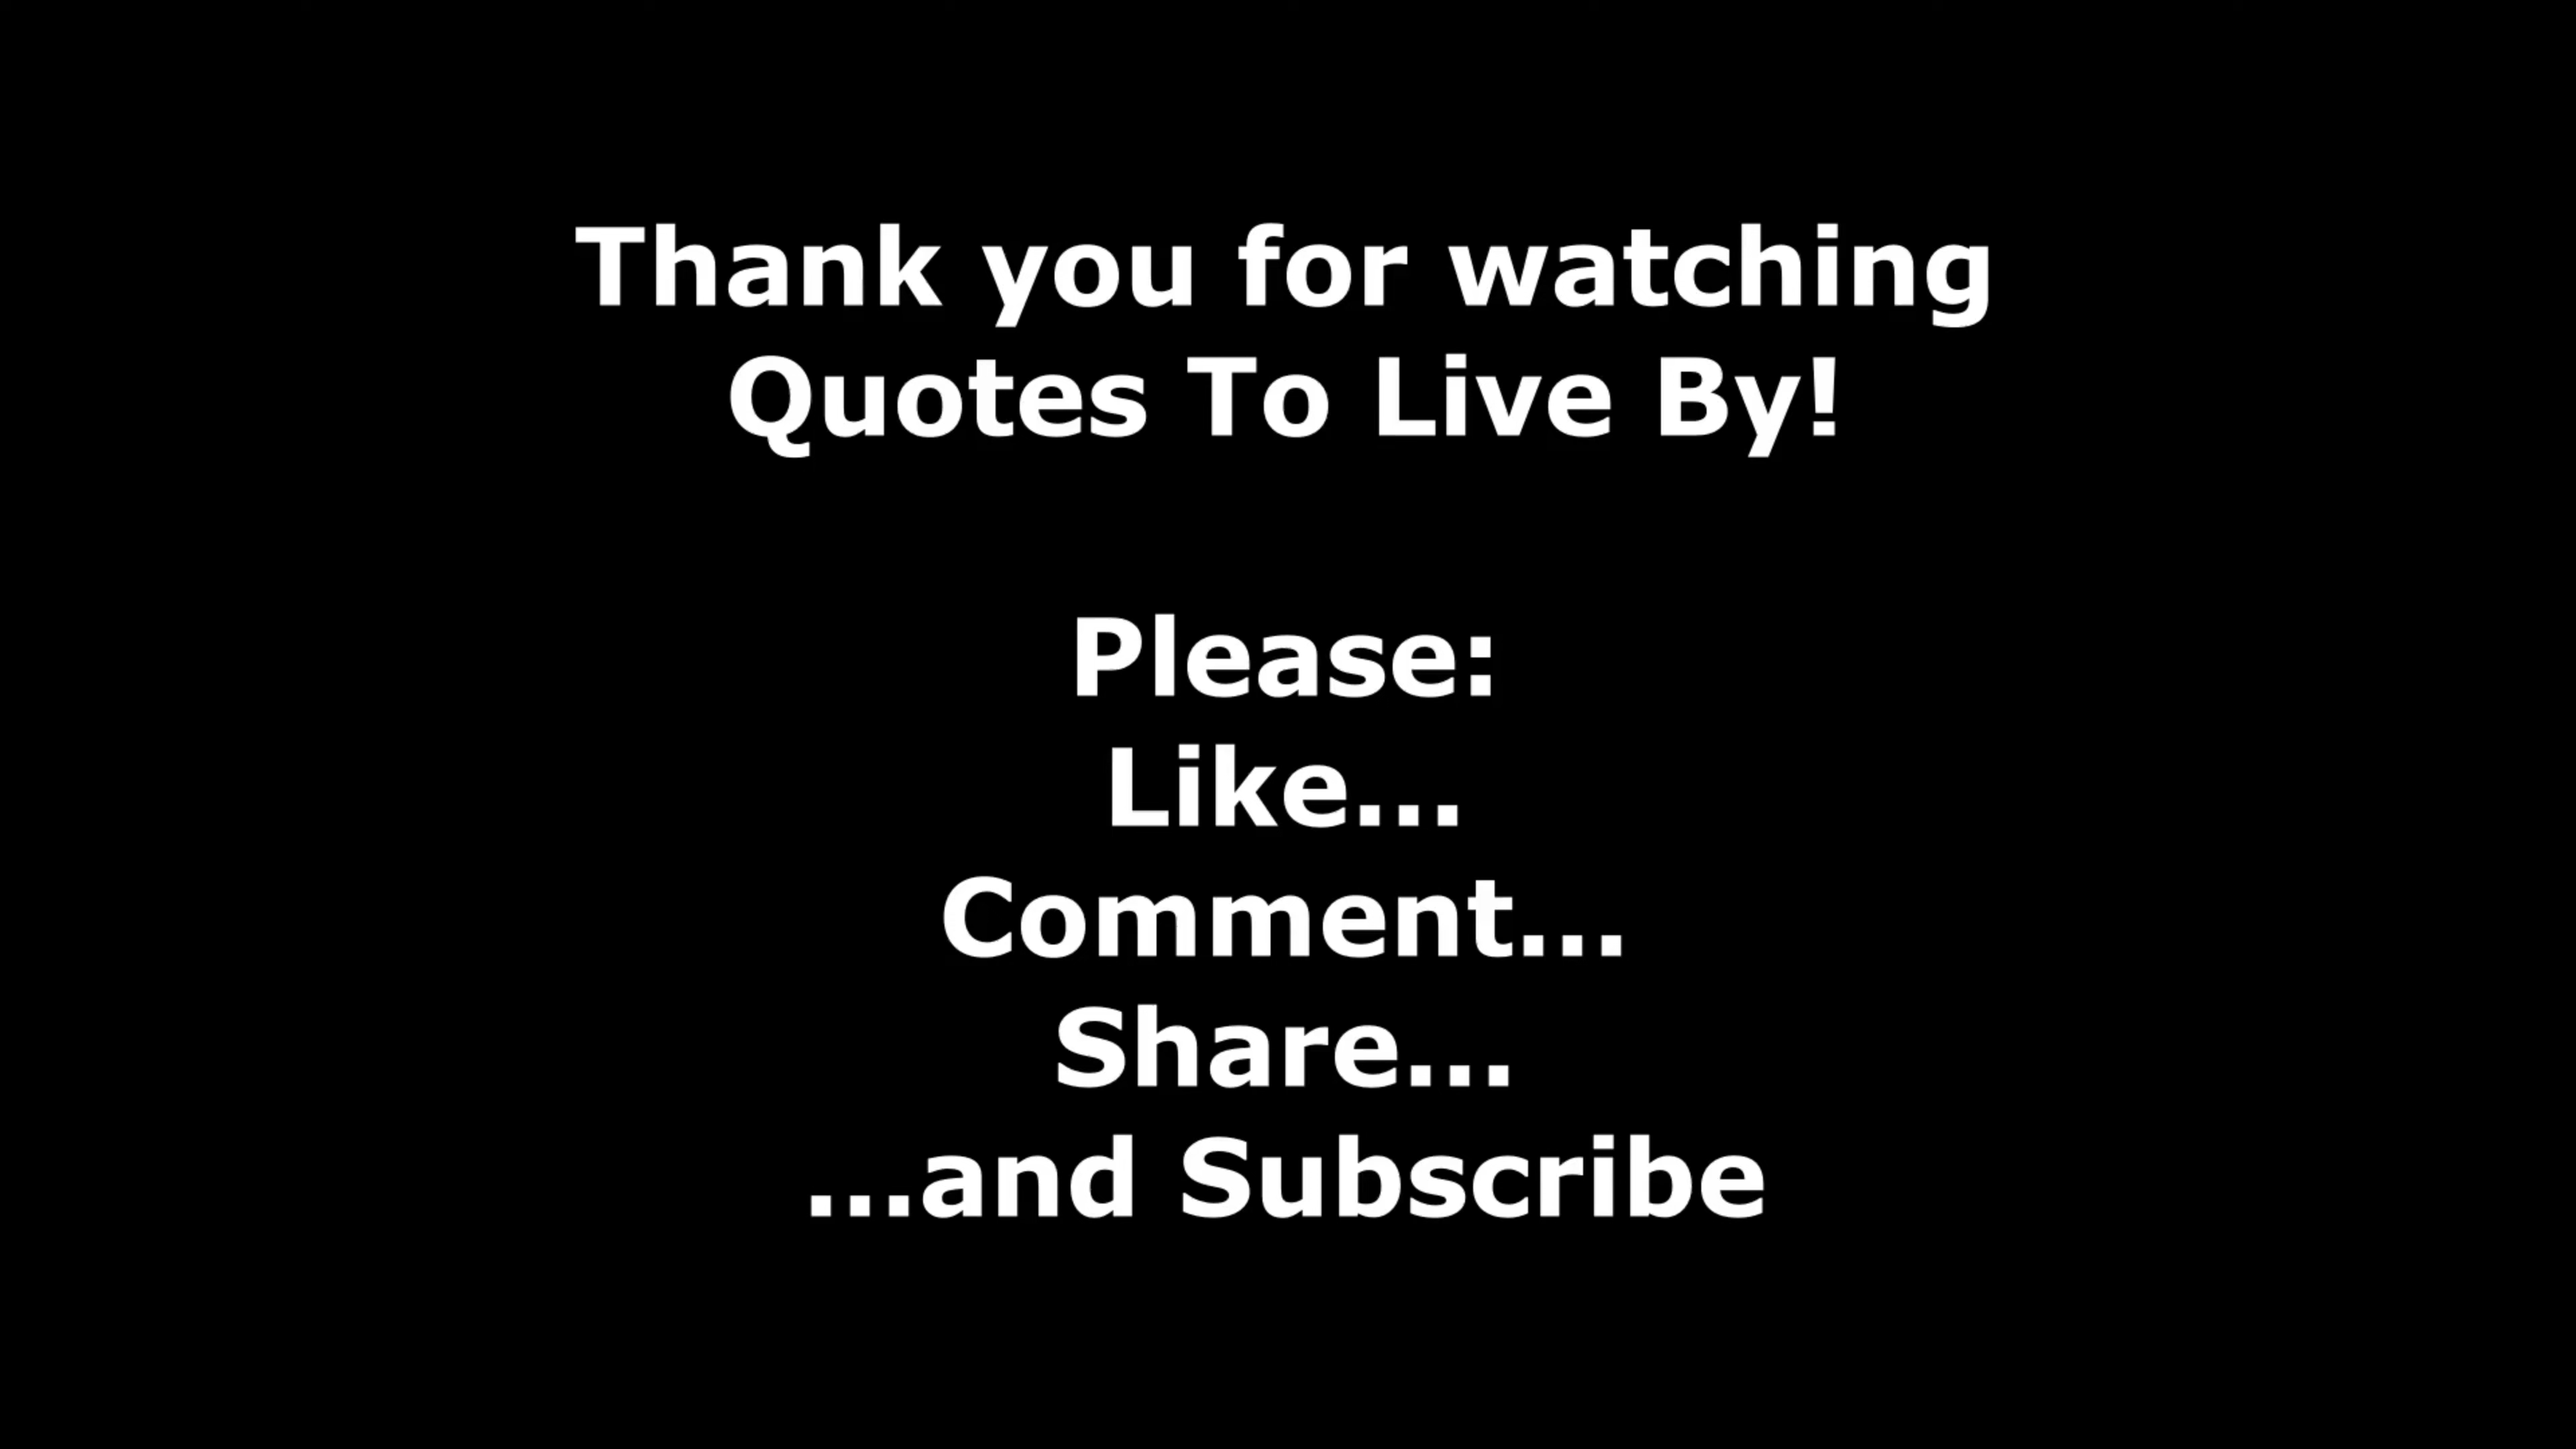 Thank you for watching
Quotes To Live By!
Please:
Like...
Comment...
Share...
...and Subscribe